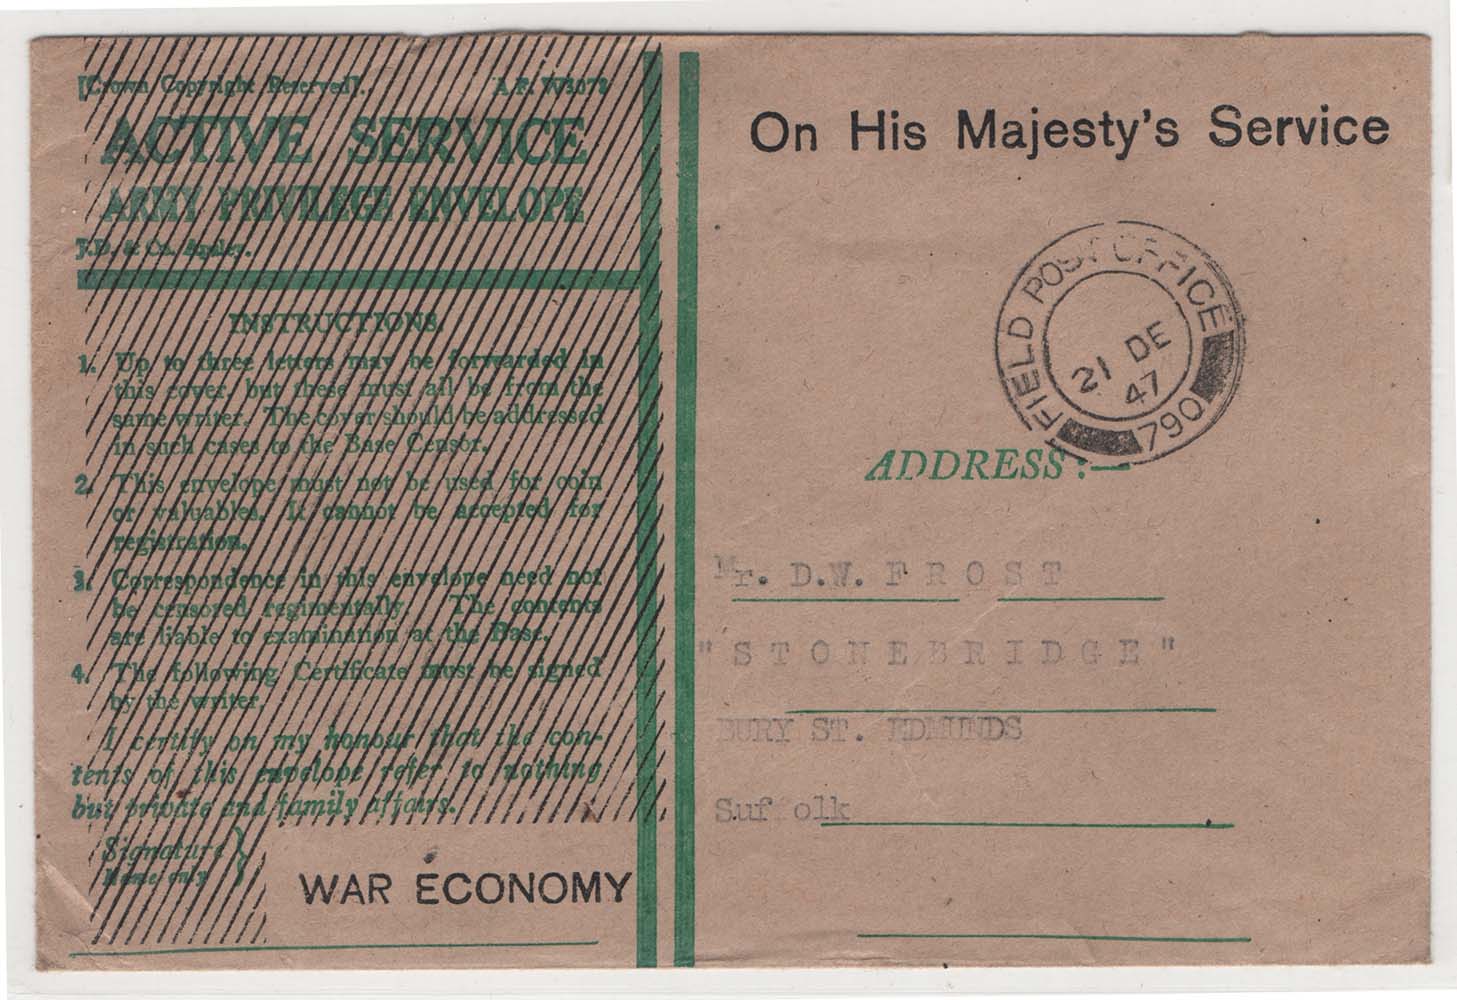 [Crown Copyright Reserved]. A.F. W3078
ACTIVE SERVICE
ARMY PRIVILEGE ENVELOPE
J.D. & Co. Apsley.
INSTRUCTIONS.
1. Up to three letters may be forwarded in
this cover, but these must all be from the
same writer. The cover should be addressed
in such cases to the Base Censor.
2. This envelope must not be used for coin
or valuables. It cannot be accepted for
registration.
3. Correspondence in this envelope need not
be censored regimentally. The contents
are liable to examination at the Base.
4. The following Certificate must be signed
by the writer.
I certify on my honour that the con-
tents of this envelope refer to nothing
but private and family affairs.
Signature }
Name only
WAR ECONOMY
On His Majesty's Service
FIELD POST OFFICE
21 DE
47
790
ADDRESS :—
Mr. D.W. FROST
"STONEBRIDGE"
BURY ST. EDMUNDS
Suf olk